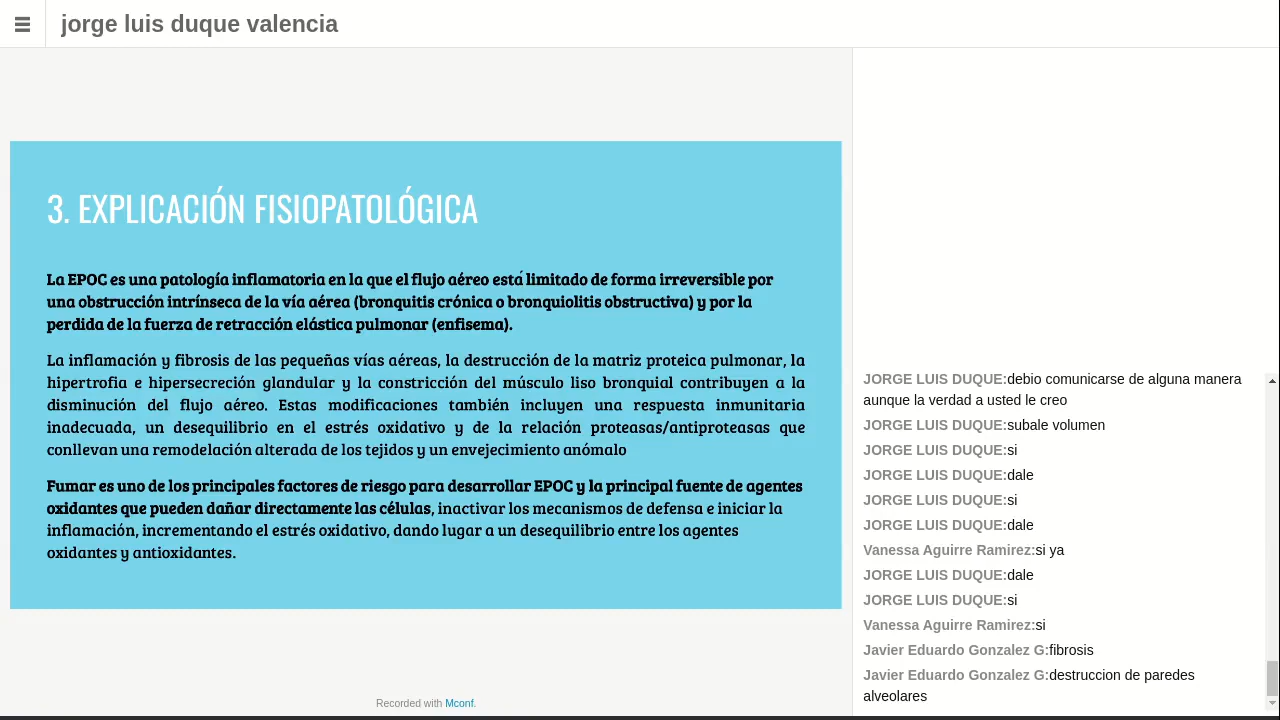 jorge luis duque valencia
3. EXPLICACIÓN FISIOPATOLÓGICA
La EPOC es una patología inflamatoria en la que el flujo aéreo está limitado de forma irreversible por
una obstrucción intrínseca de la vía aérea (bronquitis crónica o bronquiolitis obstructiva) y por la
perdida de la fuerza de retracción elástica pulmonar (enfisema).
La inflamación y fibrosis de las pequeñas vías aéreas, la destrucción de la matriz proteica pulmonar, la
hipertrofia e hipersecreción glandular y la constricción del músculo liso bronquial contribuyen a la
disminución del flujo aéreo. Estas modificaciones también incluyen una respuesta inmunitaria
inadecuada, un desequilibrio en el estrés oxidativo y de la relación proteasas/antiproteasas que
conllevan una remodelación alterada de los tejidos y un envejecimiento anómalo
Fumar es uno de los principales factores de riesgo para desarrollar EPOC y la principal fuente de agentes
oxidantes que pueden dañar directamente las células, inactivar los mecanismos de defensa e iniciar la
inflamación, incrementando el estrés oxidativo, dando lugar a un desequilibrio entre los agentes
oxidantes y antioxidantes.
Recorded with Mconf.
JORGE LUIS DUQUE:debio comunicarse de alguna manera
aunque la verdad a usted le creo
JORGE LUIS DUQUE:subale volumen
JORGE LUIS DUQUE:si
JORGE LUIS DUQUE:dale
JORGE LUIS DUQUE:si
JORGE LUIS DUQUE:dale
Vanessa Aguirre Ramirez:si ya
JORGE LUIS DUQUE:dale
JORGE LUIS DUQUE:si
Vanessa Aguirre Ramirez:si
Javier Eduardo Gonzalez G:fibrosis
Javier Eduardo Gonzalez G:destruccion de paredes
alveolares